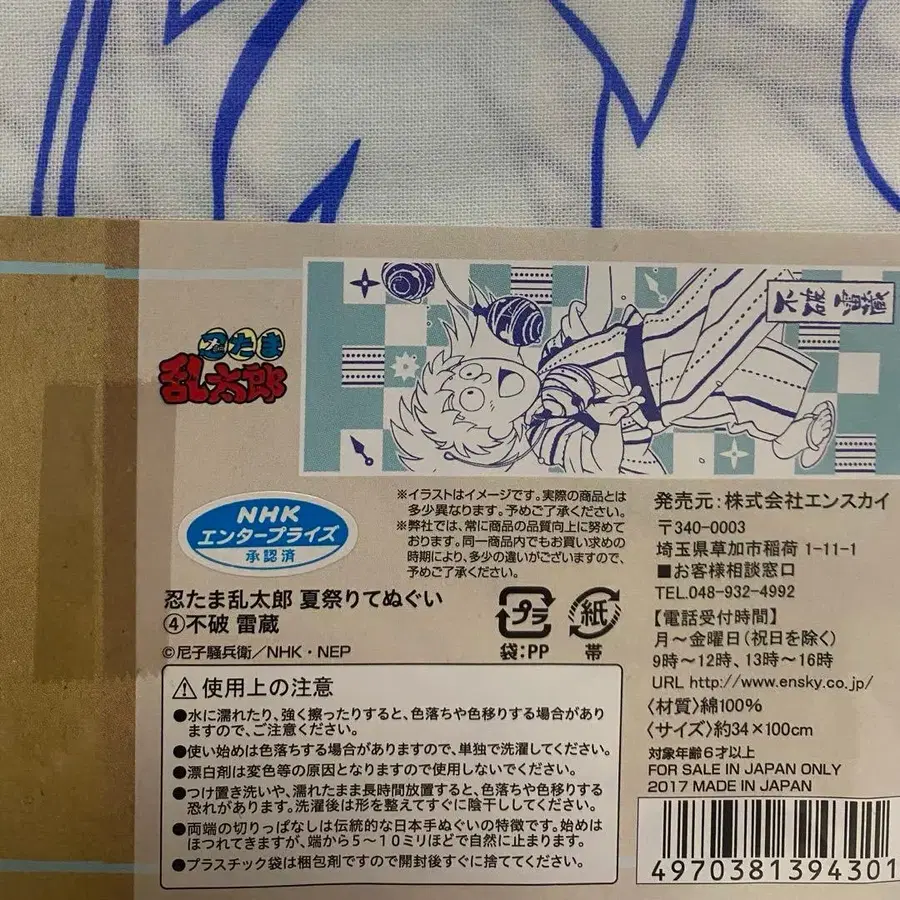 不破 雷蔵
忍たま
乱太郎
NHK
エンタープライズ
承認済
※イラストはイメージです。実際の商品とは
多少異なります。予めご了承ください。
※弊社では、常に商品の品質向上に努めて
おります。同一商品内でもお買い求めの
時期により、多少の違いがございますので、
予めご了承ください。
忍たま乱太郎 夏祭りてぬぐい
④不破 雷蔵
©尼子騒兵衛/NHK・NEP
プラ
袋:PP
紙
帯
⚠使用上の注意
●水に濡れたり、強く擦ったりすると、色落ちや色移りする場合があり
ますので、ご注意ください。
●使い始めは色落ちする場合がありますので、単独で洗濯してください。
●漂白剤は変色等の原因となりますので使用しないでください。
●つけ置き洗いや、濡れたまま長時間放置すると、色落ちや色移りする
恐れがあります。洗濯後は形を整えてすぐに陰干ししてください。
●両端の切りっぱなしは伝統的な日本手ぬぐいの特徴です。始めは
ほつれてきますが、端から5~10ミリほどで自然に止まります。
●プラスチック袋は梱包剤ですので開封後すぐに捨ててください。
発売元:株式会社エンスカイ
〒340-0003
埼玉県草加市稲荷 1-11-1
■お客様相談窓口
TEL.048-932-4992
【電話受付時間】
月~金曜日(祝日を除く)
9時~12時、13時~16時
URL http://www.ensky.co.jp/
〈材質〉綿100%
〈サイズ〉約34×100cm
対象年齢6才以上
FOR SALE IN JAPAN ONLY
2017 MADE IN JAPAN
4970381394301